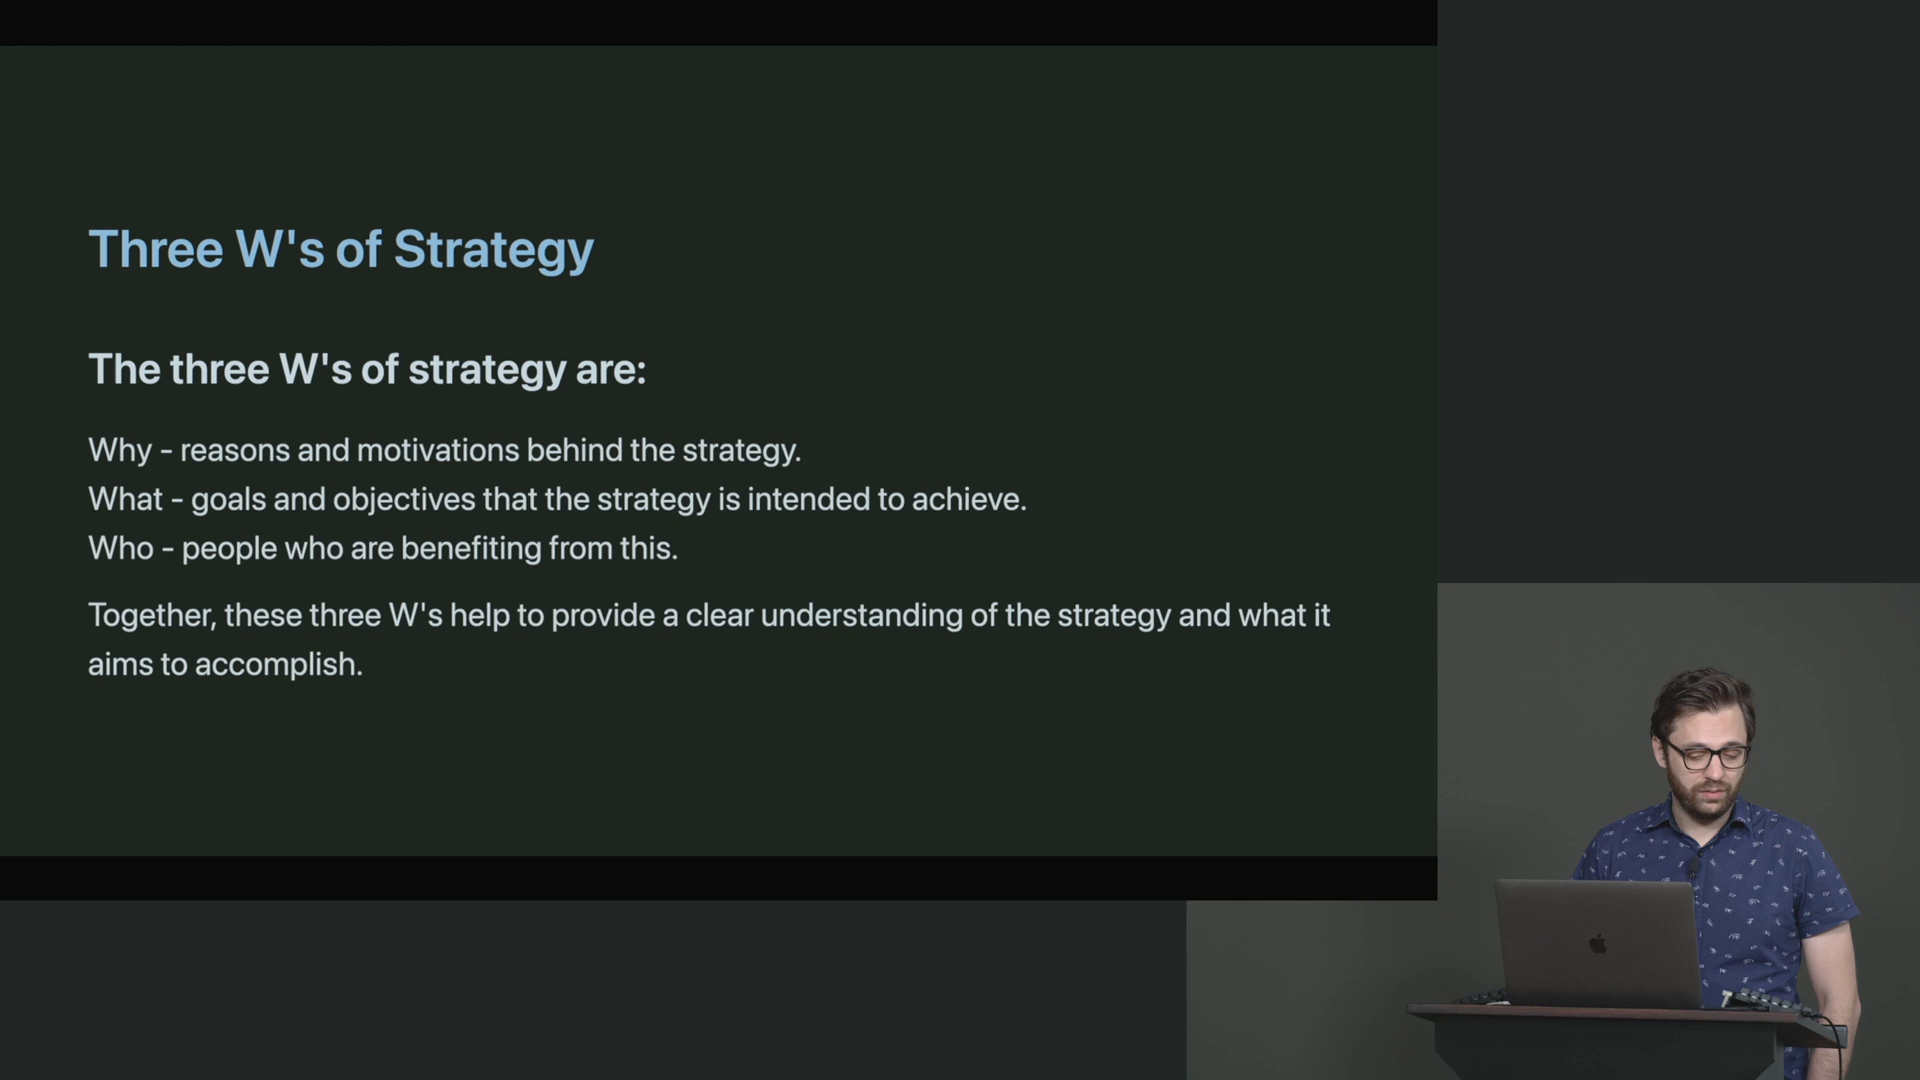 Three W's of Strategy
The three W's of strategy are:
Why - reasons and motivations behind the strategy.
What - goals and objectives that the strategy is intended to achieve.
Who - people who are benefiting from this.
Together, these three W's help to provide a clear understanding of the strategy and what it
aims to accomplish.